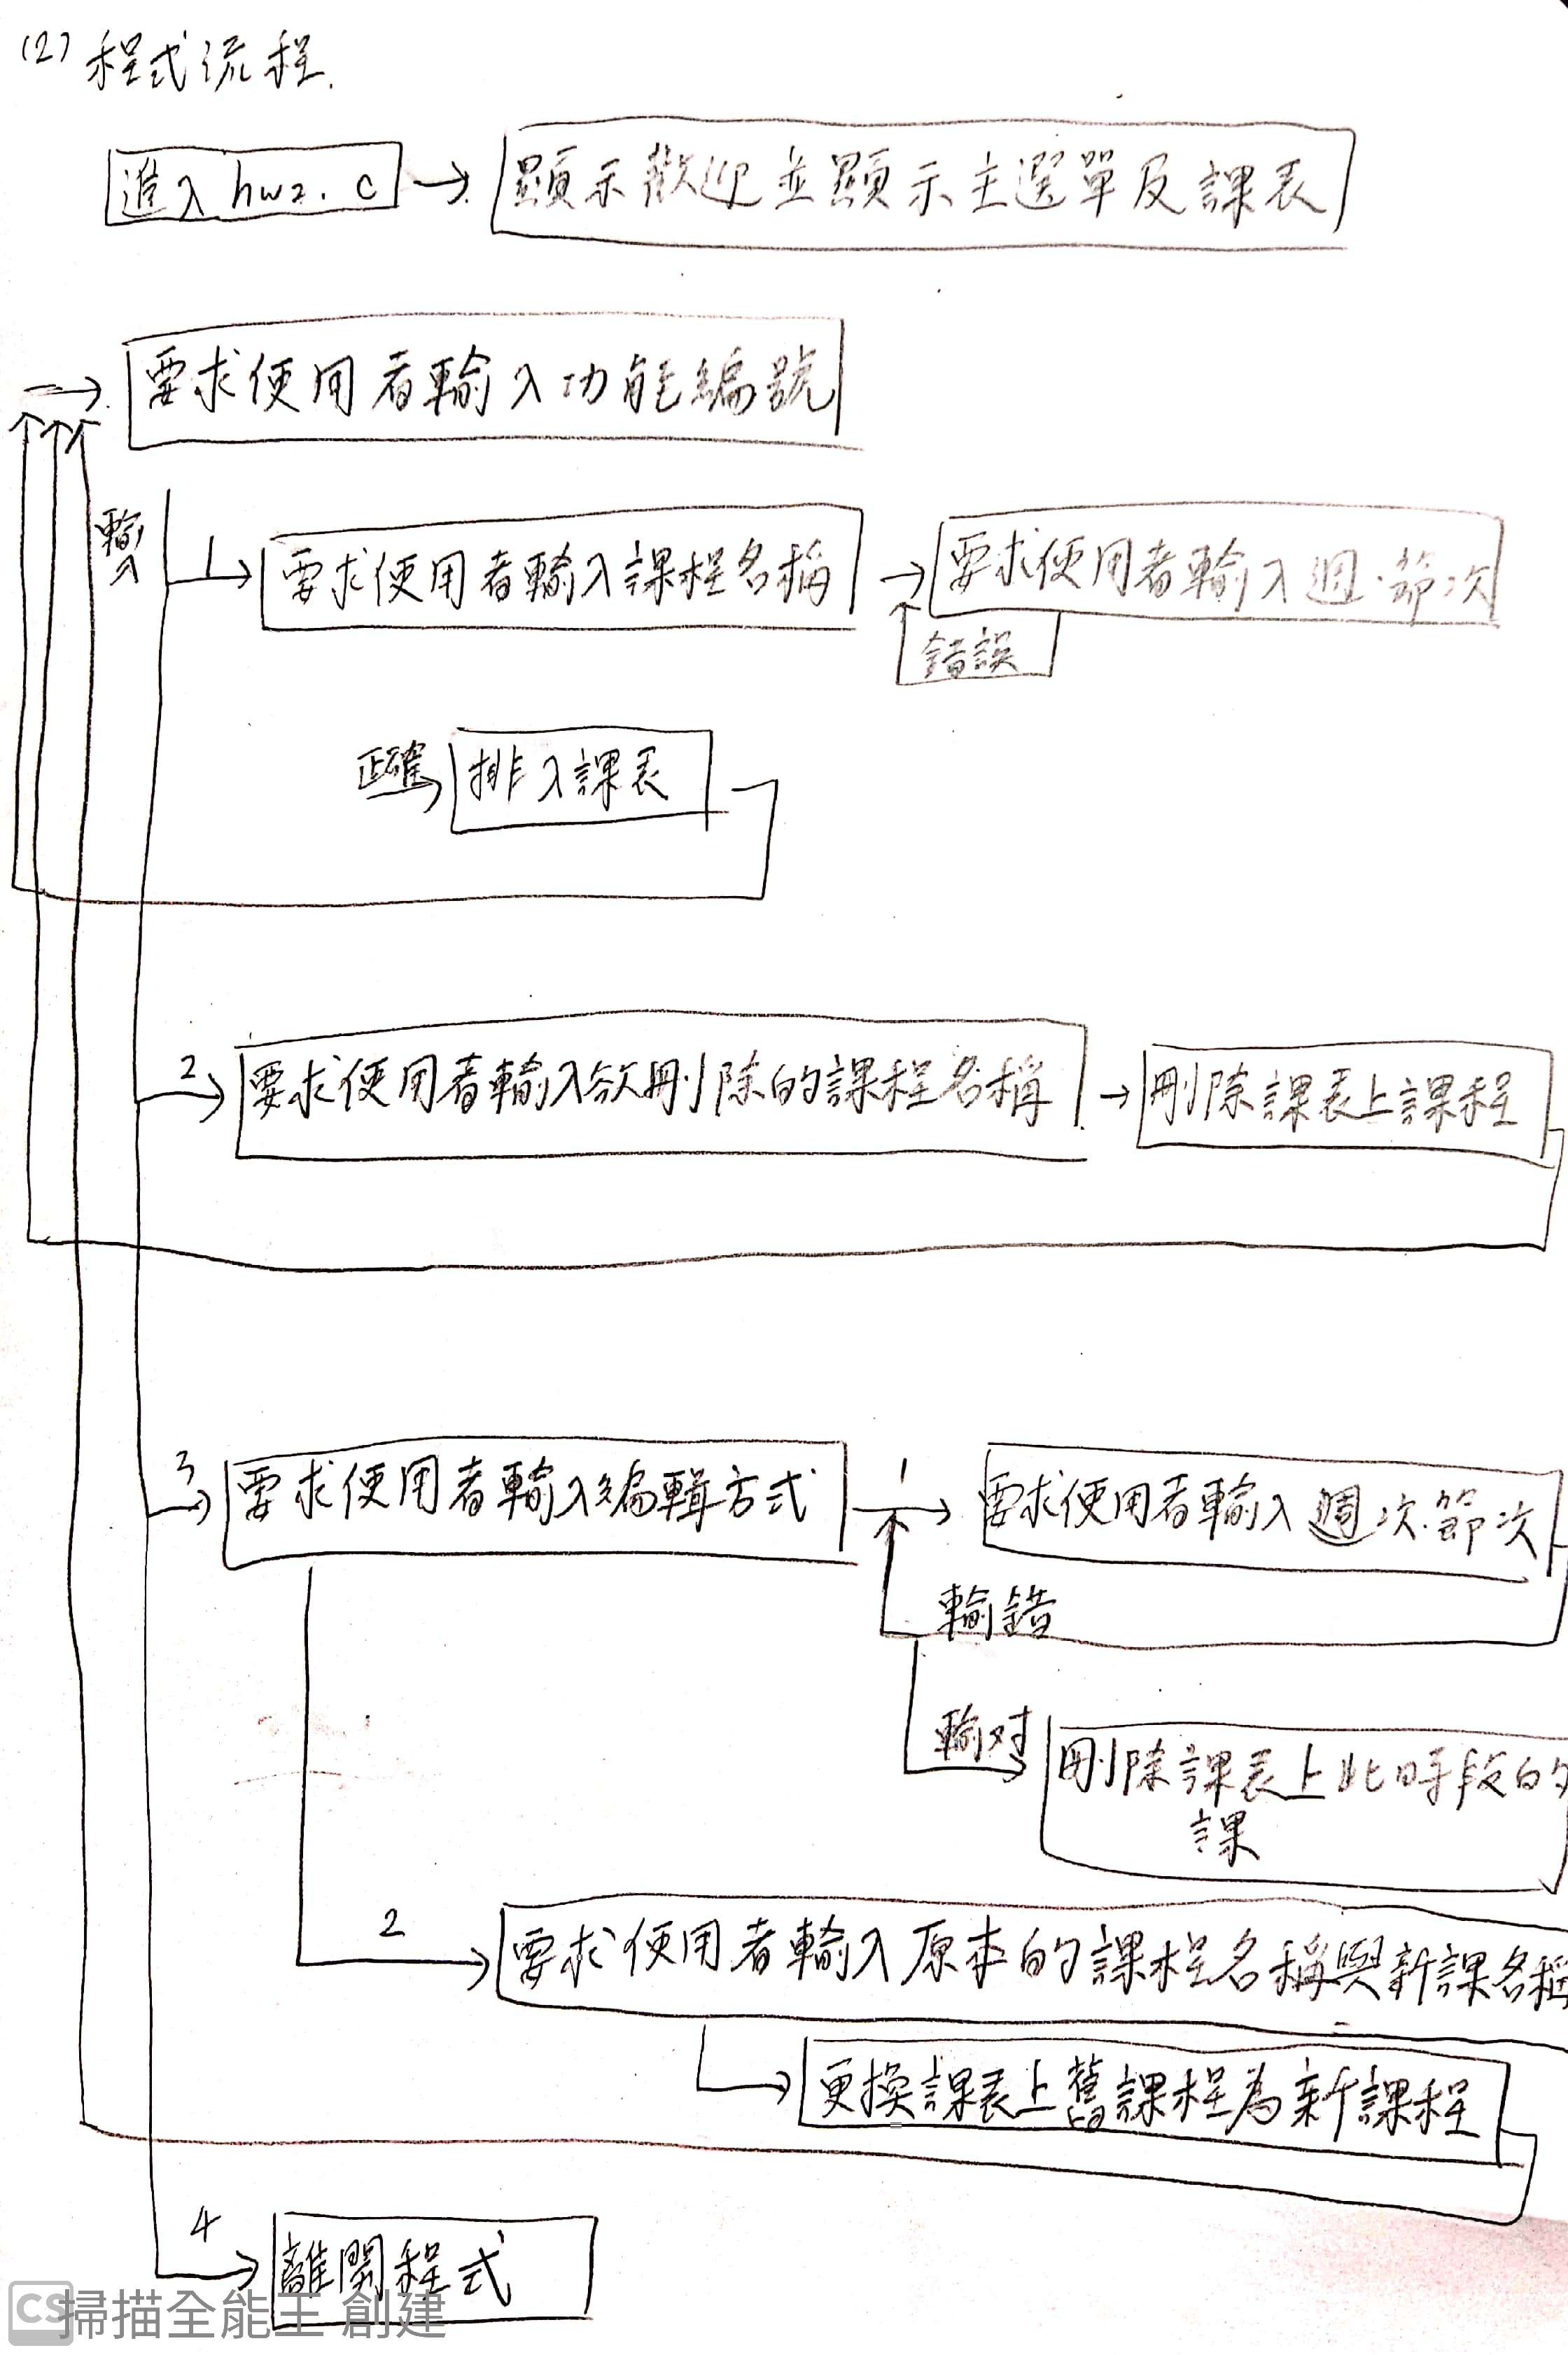 (2) 程式流程.
進入 hw2.c → 顯示歡迎並顯示主選單及課表
→ 要求使用者輸入功能編號
輸入
1 → 要求使用者輸入課程名稱 → 要求使用者輸入週.節次
錯誤
正確 → 排入課表
2 → 要求使用者輸入欲刪除的課程名稱 → 刪除課表上課程
3 → 要求使用者輸入編輯方式 1 → 要求使用者輸入週次.節次
輸錯
輸对 → 刪除課表上此時段的
課
2 → 要求使用者輸入原本的課程名稱與新課名稱
→ 更換課表上舊課程為新課程
4 → 離開程式
CS 掃描全能王 創建